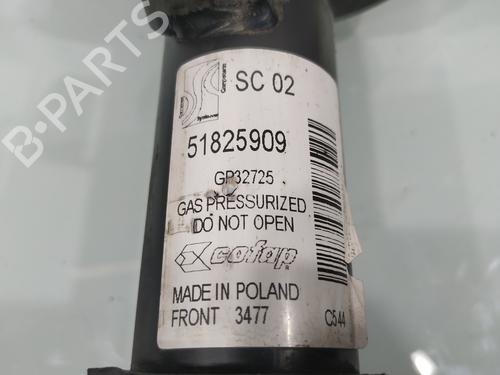 B-PARTS
SC 02
51825909
GP32725
GAS PRESSURIZED
DO NOT OPEN
cofap
MADE IN POLAND
FRONT 3477
C544